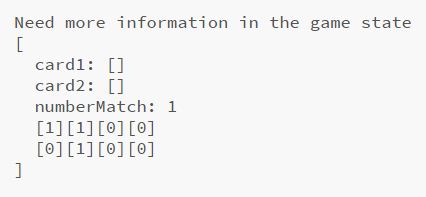 Need more information in the game state
[
  card1: []
  card2: []
  numberMatch: 1
  [1][1][0][0]
  [0][1][0][0]
]